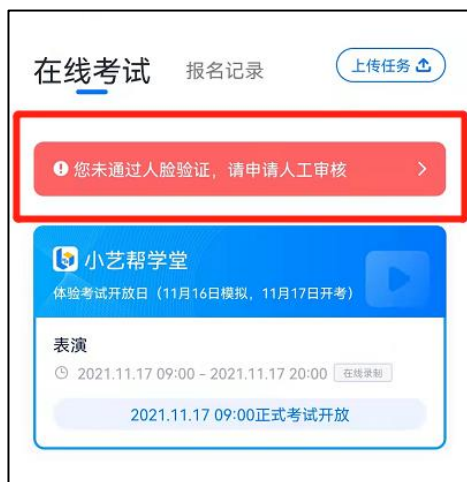 在线考试 报名记录 上传任务
您未通过人脸验证，请申请人工审核
小艺帮学堂
体验考试开放日（11月16日模拟，11月17日开考）
表演
2021.11.17 09:00 - 2021.11.17 20:00 在线录制
2021.11.17 09:00正式考试开放